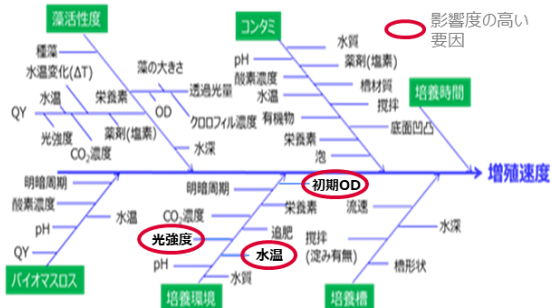 藻活性度
種藻
水温変化(ΔT)
藻の大きさ
水温
栄養素
透過光量
QY
OD
クロロフィル濃度
光強度
薬剤(塩素)
CO2濃度
水深
コンタミ
水質
pH
薬剤(塩素)
酸素濃度
槽材質
水温
撹拌
有機物
底面凹凸
栄養素
泡
培養時間
影響度の高い
要因
増殖速度
明暗周期
酸素濃度
水温
pH
QY
バイオマスロス
明暗周期
初期OD
栄養素
CO2濃度
追肥
光強度
水温
pH
水質
培養環境
流速
水深
撹拌
(淀み有無)
槽形状
培養槽